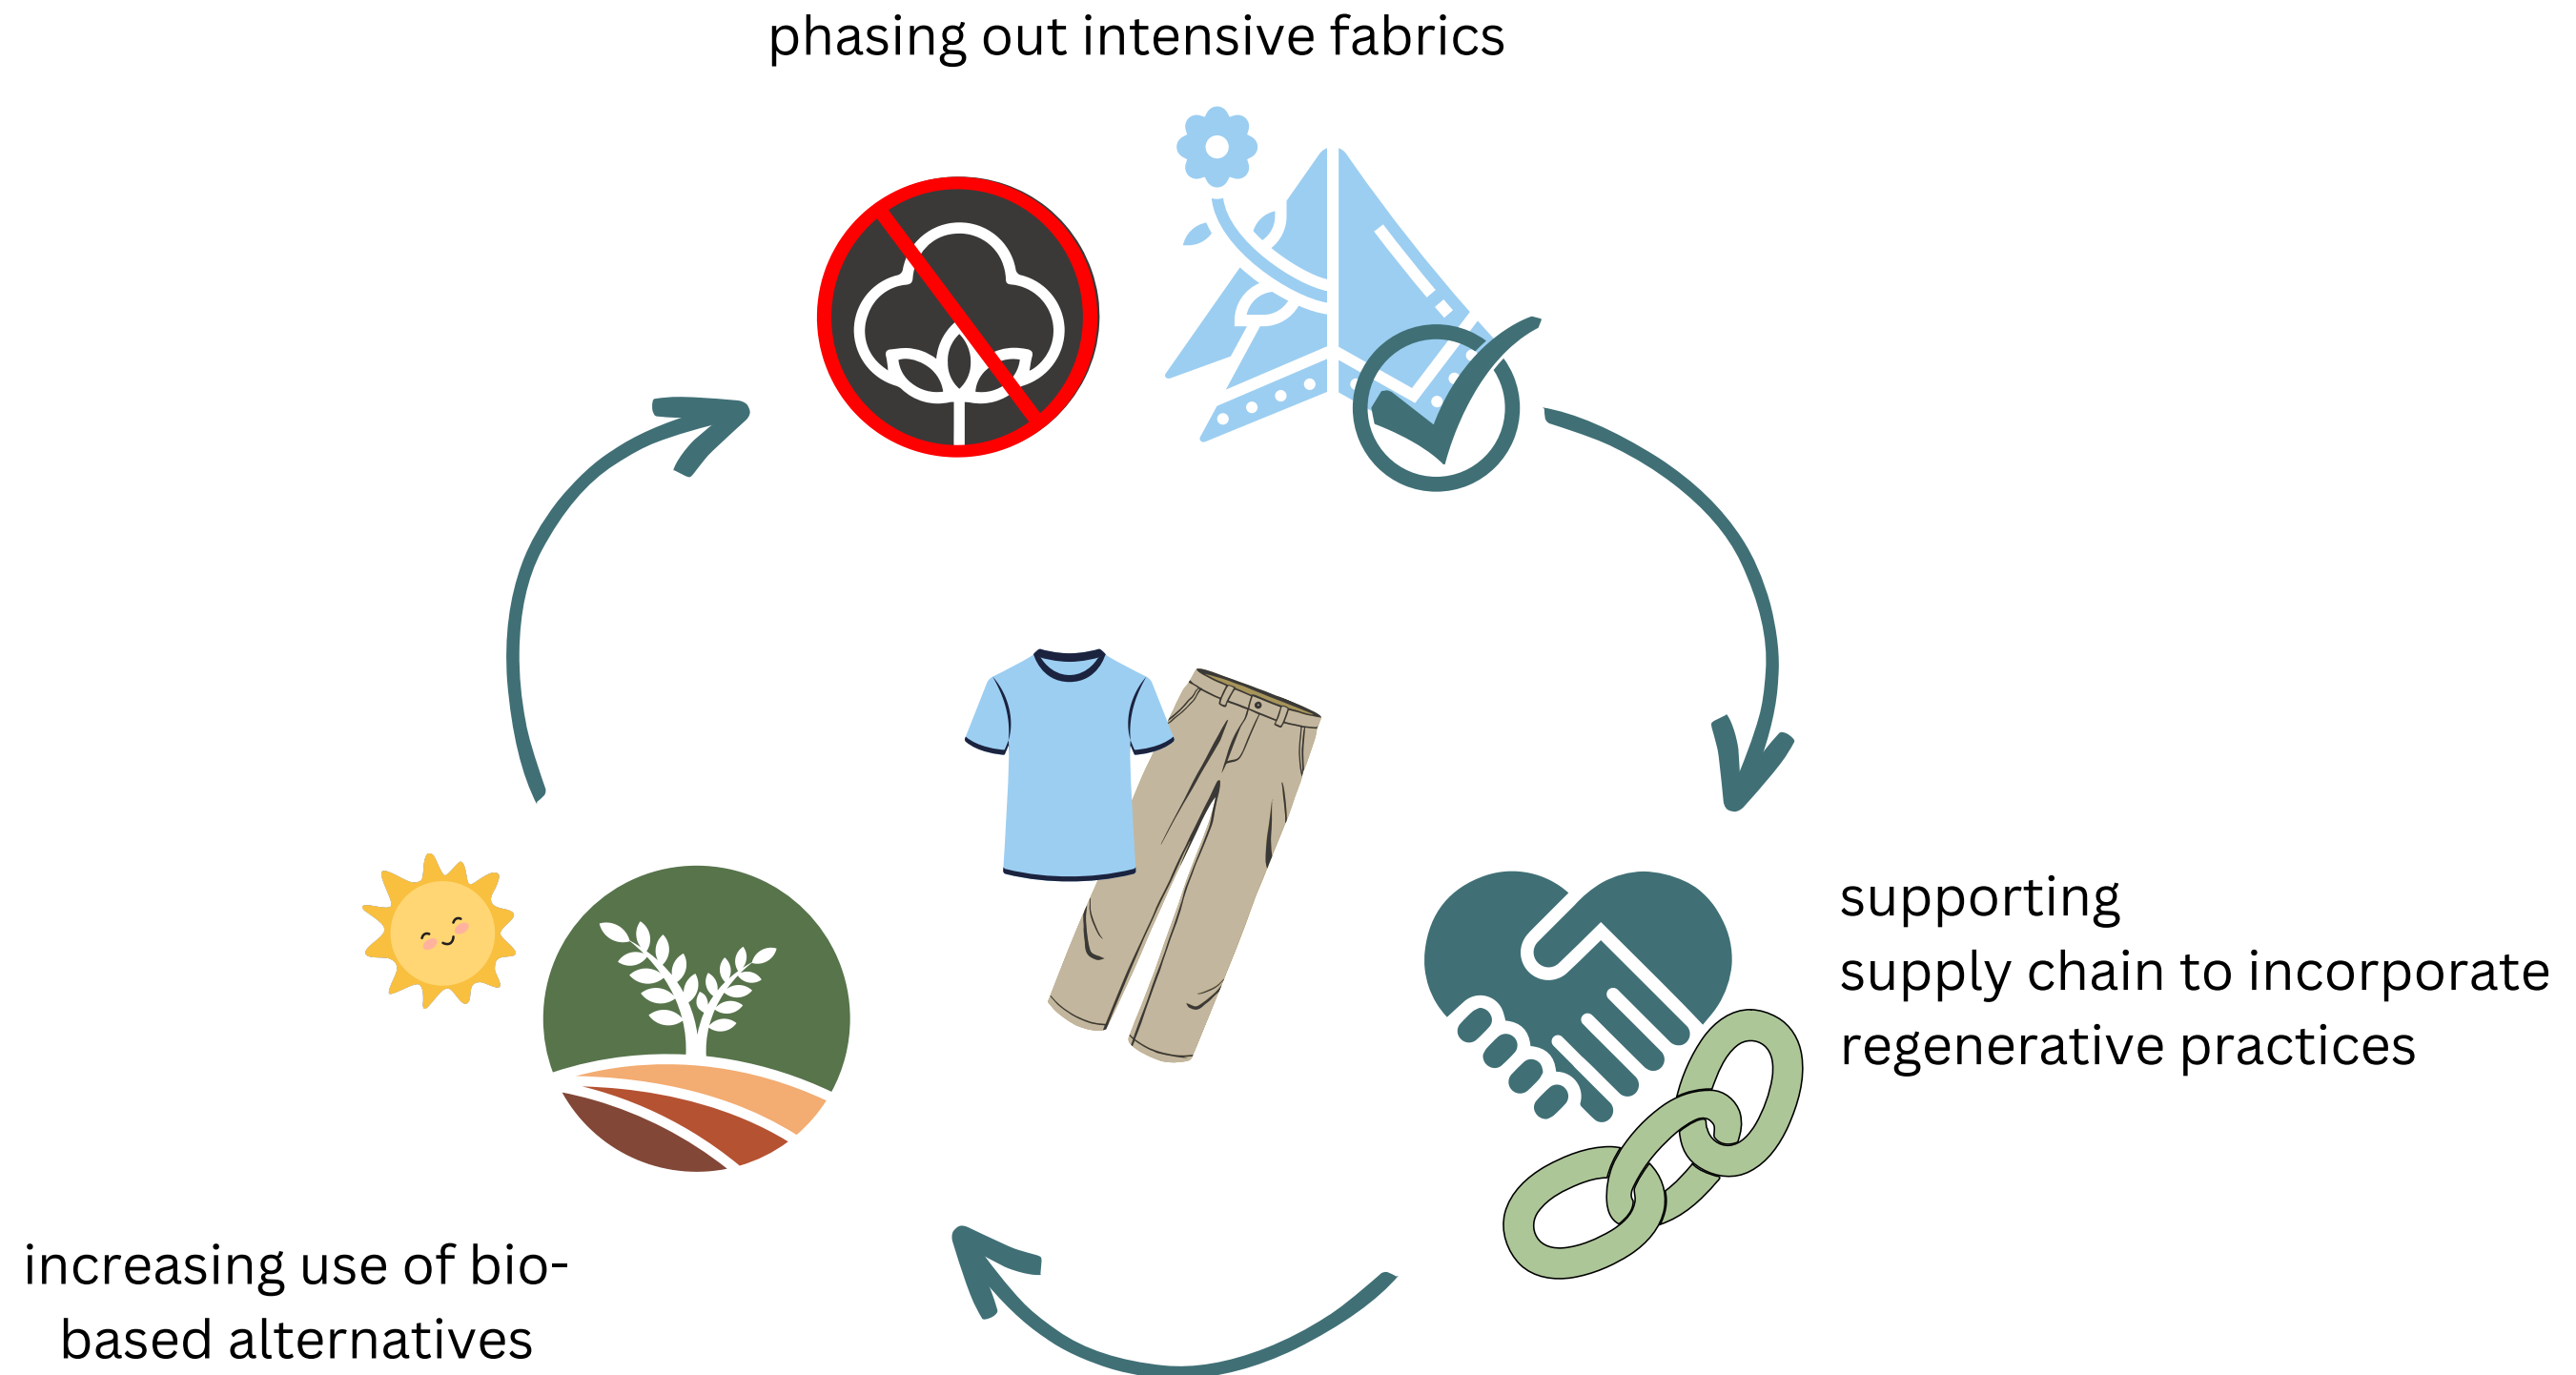 phasing out intensive fabrics
supporting
supply chain to incorporate
regenerative practices
increasing use of bio-
based alternatives